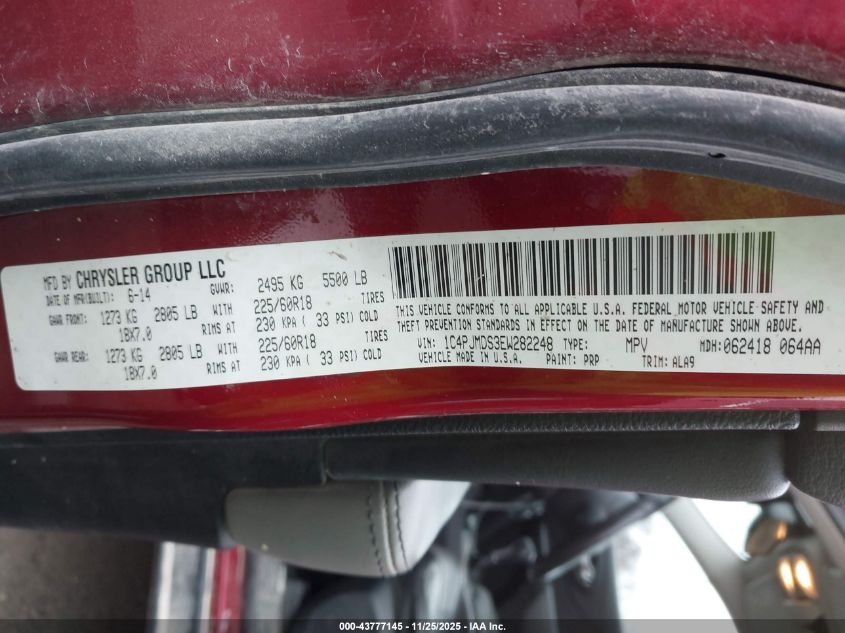 MFD BY CHRYSLER GROUP LLC
DATE OF MFR(BUILT): 6-14 GVWR: 2495 KG 5500 LB
GAWR FRONT: 1273 KG 2805 LB WITH 225/60R18 TIRES
18X7.0 RIMS AT 230 KPA ( 33 PSI) COLD
GAWR REAR: 1273 KG 2805 LB WITH 225/60R18 TIRES
18X7.0 RIMS AT 230 KPA ( 33 PSI) COLD
THIS VEHICLE CONFORMS TO ALL APPLICABLE U.S.A. FEDERAL MOTOR VEHICLE SAFETY AND
THEFT PREVENTION STANDARDS IN EFFECT ON THE DATE OF MANUFACTURE SHOWN ABOVE.
VIN: 1C4PJMDS3EW282248 TYPE: MPV MDH:062418 064AA
VEHICLE MADE IN U.S.A. PAINT: PRP TRIM: ALA9
000-43777145 - 11/25/2025 - IAA Inc.